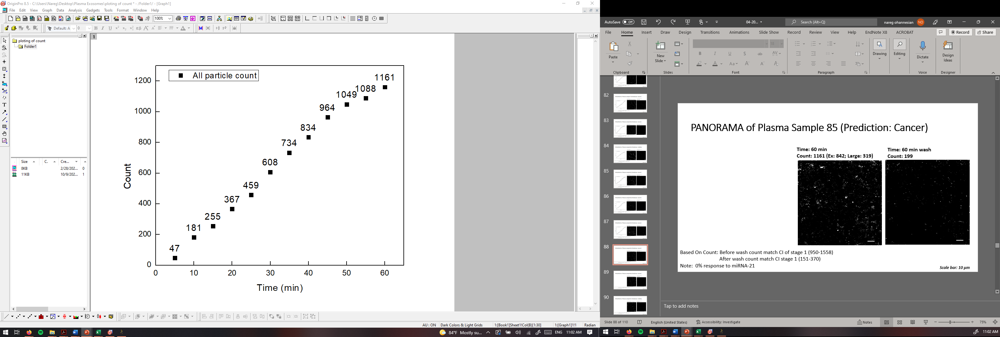 OriginPro 8.5 - C:\Users\Nareg\Desktop\Plasma Exosomes\ploting of count * - /Folder1/ - [Graph1]
File Edit View Graph Data Analysis Gadgets Tools Format Window Help
100%
Default: A 0 B I U
ploting of count
Folder1
Size C. Cre...
8KB 2/28/202... 0
11KB 10/9/202... 1
1
All particle count
1161
1088
1049
964
834
734
608
459
367
255
181
47
1200
1000
800
600
400
200
0
Count
0 10 20 30 40 50 60
Time (min)
AU : ON Dark Colors & Light Grids 1:[Book1]Sheet1!Col(B)[1:30] 1:[Graph1]1!1 Radian
84°F Mostly su... ENG 11:02 AM
AutoSave Off 04-20... Search (Alt+Q) nareg ohannesian NO
File Home Insert Draw Design Transitions Animations Slide Show Record Review View Help EndNote X8 ACROBAT Record Share
Paste
New Slide
18
B I U S ab AV
Aa A A
Drawing
Editing
Dictate
Design Ideas
Clipboard Slides Font Paragraph Voice Designer
82
83
84
85
86
87
88
89
90
PANORAMA of Plasma Sample 85 (Prediction: Cancer)
Time: 60 min
Count: 1161 (Ex: 842; Large: 319)
Time: 60 min wash
Count: 199
Based On Count: Before wash count match CI of stage 1 (950-1558)
After wash count match CI stage 1 (151-370)
Note: 0% response to miRNA-21
Scale bar: 10 µm
Tap to add notes
Slide 88 of 110 English (United States) Accessibility: Investigate Notes 75%
11:02 AM